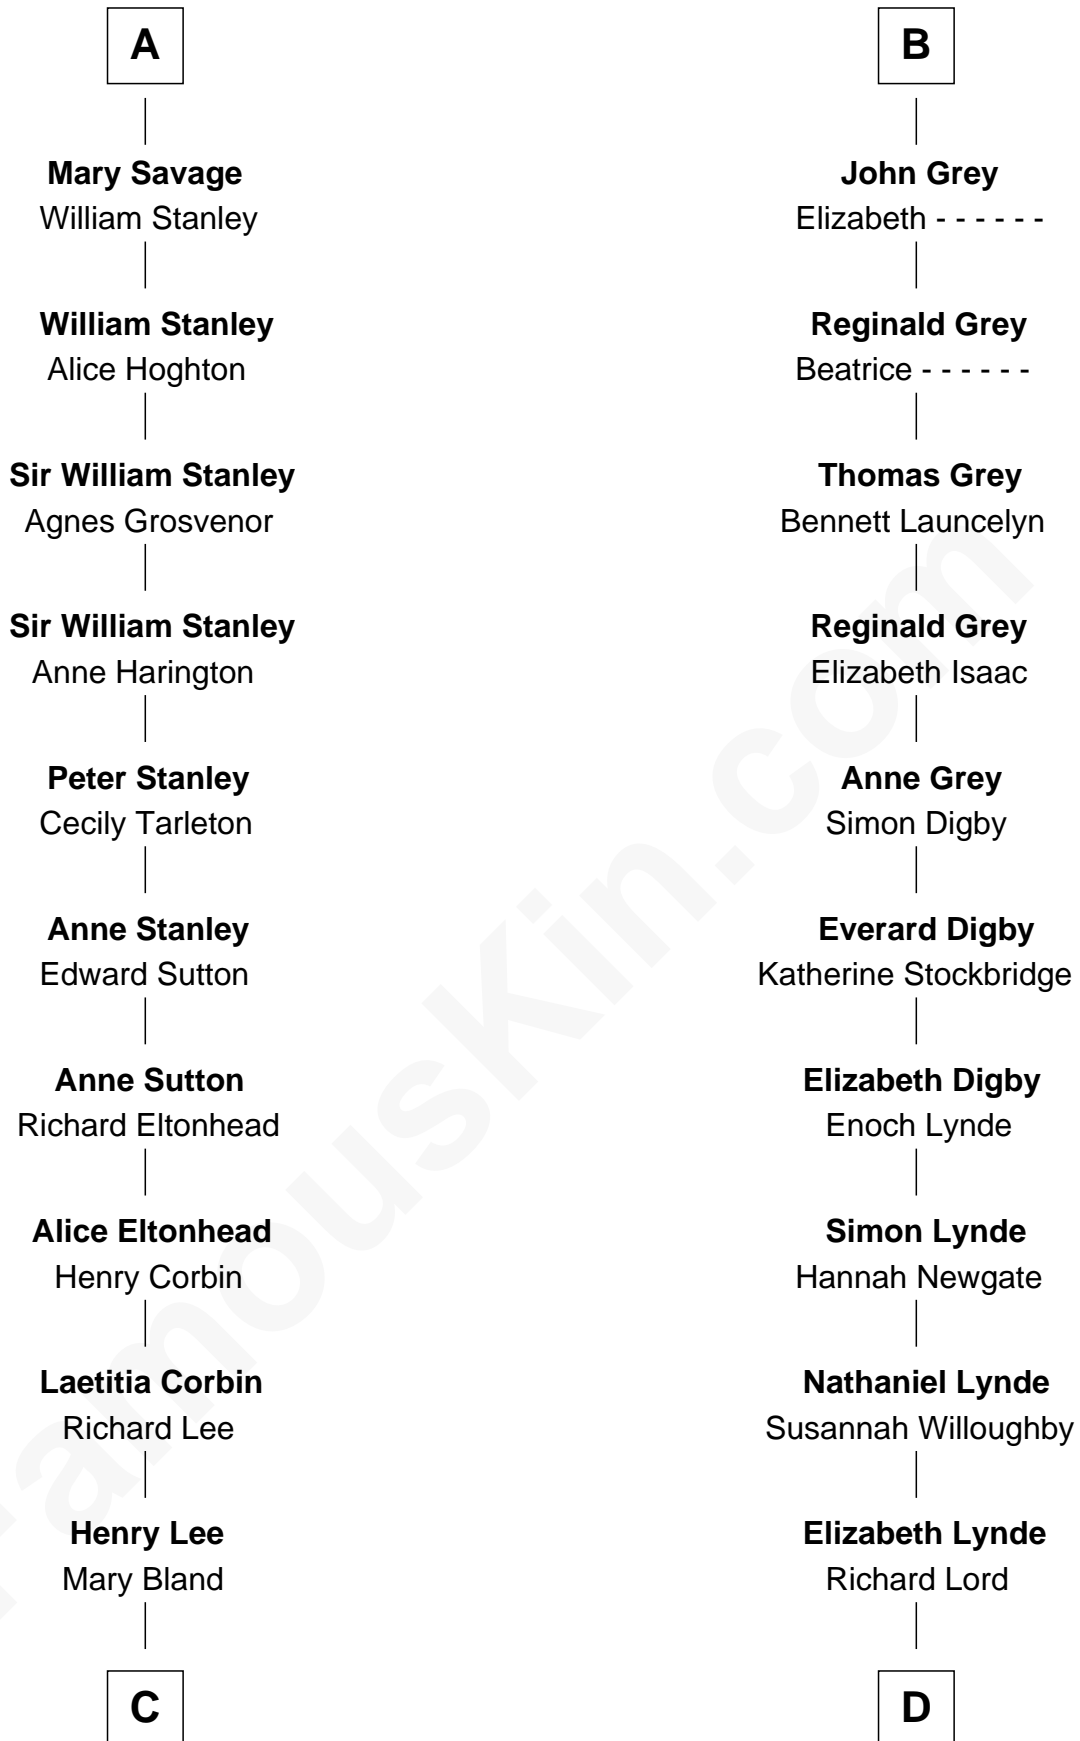 A
Mary Savage
William Stanley
William Stanley
Alice Hoghton
Sir William Stanley
Agnes Grosvenor
Sir William Stanley
Anne Harington
Peter Stanley
Cecily Tarleton
Anne Stanley
Edward Sutton
Anne Sutton
Richard Eltonhead
Alice Eltonhead
Henry Corbin
Laetitia Corbin
Richard Lee
Henry Lee
Mary Bland
C
B
John Grey
Elizabeth - - - - - -
Reginald Grey
Beatrice - - - - - -
Thomas Grey
Bennett Launcelyn
Reginald Grey
Elizabeth Isaac
Anne Grey
Simon Digby
Everard Digby
Katherine Stockbridge
Elizabeth Digby
Enoch Lynde
Simon Lynde
Hannah Newgate
Nathaniel Lynde
Susannah Willoughby
Elizabeth Lynde
Richard Lord
D
FamousKin.com